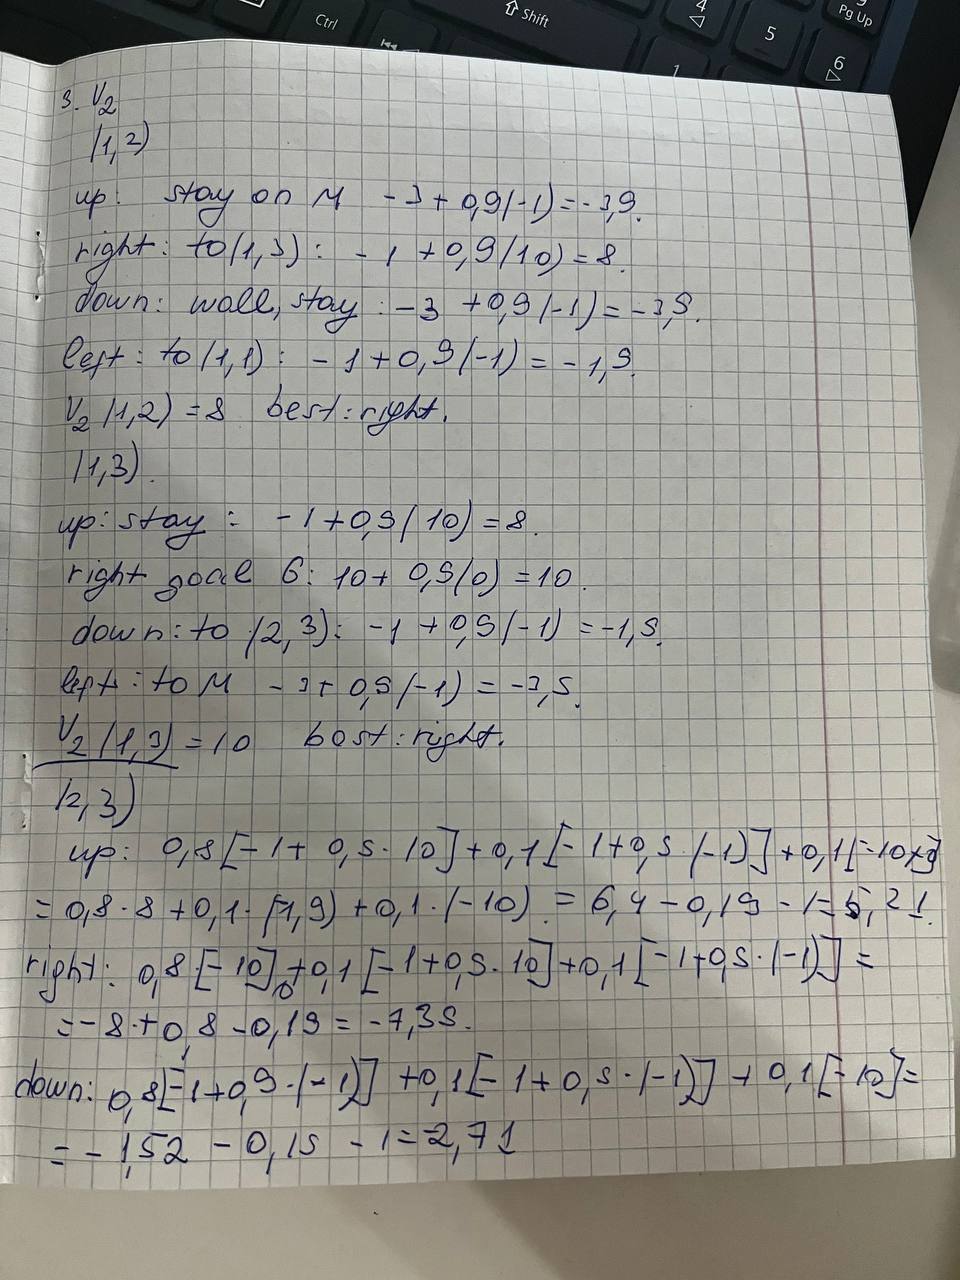 Ctrl
⇧ Shift
4
5
6
1
Pg Up
3. V₂
(1,2)
up: stay on M -3+0,9(-1)=-3,9.
right: to(1,3): -1+0,9(10)=8.
down: wall, stay: -3+0,9(-1)=-3,9.
left: to(1,1): -1+0,9(-1)=-1,9.
V₂(1,2)=8 best: right.
(1,3).
up: stay: -1+0,9(10)=8.
right goal G: 10+0,9(0)=10.
down: to (2,3): -1+0,9(-1)=-1,9.
left: to M -3+0,9(-1)=-3,9.
V₂(1,3)=10 best: right.
(2,3)
up: 0,8[-1+0,9·10]+0,1[-1+0,9·(-1)]+0,1[-10+0]
=0,8·8+0,1·(-1,9)+0,1·(-10)=6,4-0,19-1=5,21.
right: 0,8[-10]+0,1[-1+0,9·10]+0,1[-1+0,9·(-1)]=
=-8+0,8-0,19=-7,39.
down: 0,8[-1+0,9·(-1)]+0,1[-1+0,9·(-1)]+0,1[-10]=
=-1,52-0,19-1=-2,71